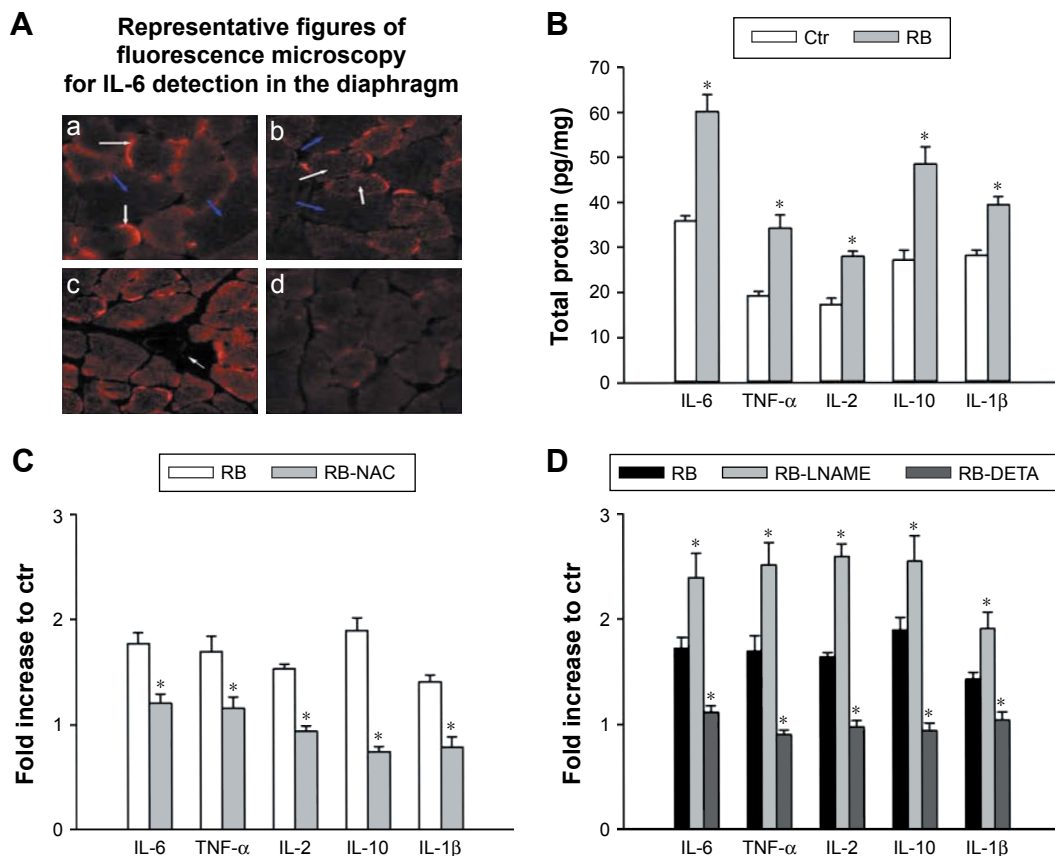 A
Representative figures of
fluorescence microscopy
for IL-6 detection in the diaphragm
a
b
c
d
B
Ctr
RB
Total protein (pg/mg)
70
60
50
40
30
20
10
0
*
*
*
*
*
IL-6
TNF-α
IL-2
IL-10
IL-1β
C
RB
RB-NAC
Fold increase to ctr
3
2
1
0
*
*
*
*
*
IL-6
TNF-α
IL-2
IL-10
IL-1β
D
RB
RB-LNAME
RB-DETA
Fold increase to ctr
3
2
1
0
*
*
*
*
*
*
*
*
*
*
IL-6
TNF-α
IL-2
IL-10
IL-1β